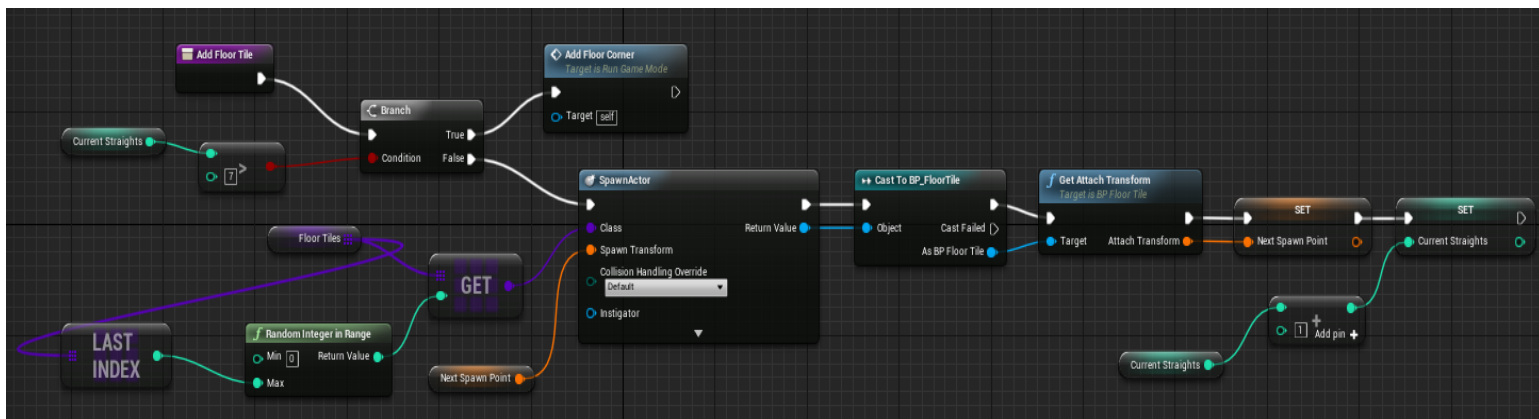 Add Floor Tile
Add Floor Corner
Target is Run Game Mode
Target self
Branch
True
Condition False
Current Straights
7 >
SpawnActor
Class Return Value
Spawn Transform
Collision Handling Override
Default
Instigator
Cast To BP_FloorTile
Object Cast Failed
As BP Floor Tile
Get Attach Transform
Target is BP Floor Tile
Target Attach Transform
SET
Next Spawn Point
SET
Current Straights
Floor Tiles
GET
LAST
INDEX
Random Integer in Range
Min 0 Return Value
Max
Next Spawn Point
1 + Add pin +
Current Straights